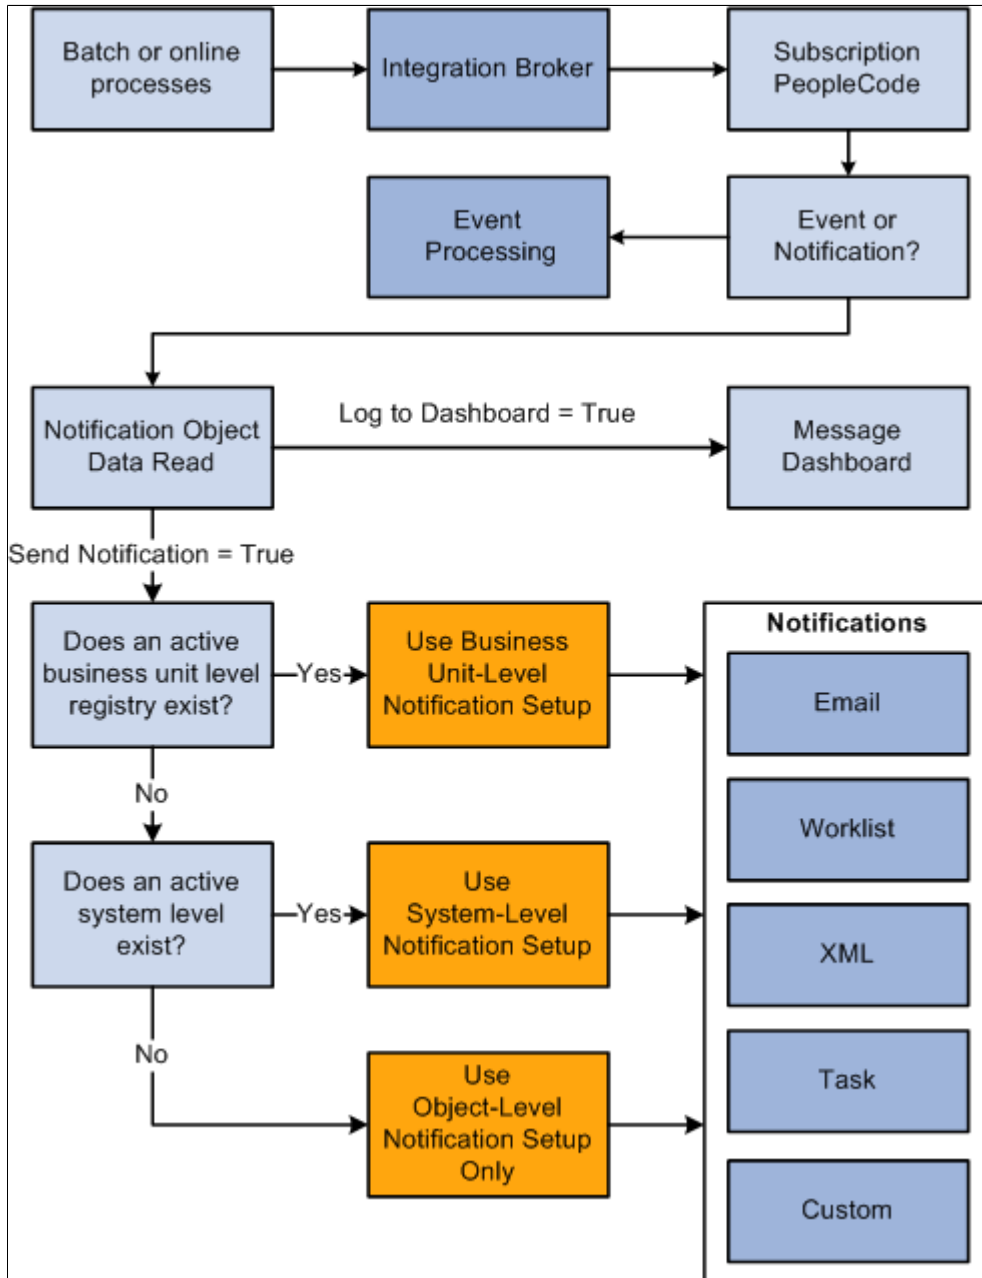 Batch or online
processes
Integration Broker
Subscription
PeopleCode
Event
Processing
Event or
Notification?
Notification Object
Data Read
Log to Dashboard = True
Message
Dashboard
Send Notification = True
Does an active
business unit level
registry exist?
Yes
Use Business
Unit-Level
Notification Setup
No
Does an active
system level
exist?
Yes
Use
System-Level
Notification Setup
No
Use
Object-Level
Notification Setup
Only
Notifications
Email
Worklist
XML
Task
Custom